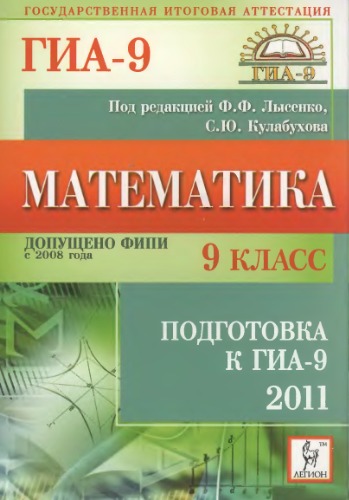 ГОСУДАРСТВЕННАЯ ИТОГОВАЯ АТТЕСТАЦИЯ
ГИА-9
ГИА-9
Под редакцией Ф.Ф. Лысенко,
С.Ю. Кулабухова
МАТЕМАТИКА
ДОПУЩЕНО ФИПИ
с 2008 года
9 КЛАСС
ПОДГОТОВКА
К ГИА-9
2011
ЛЕГИОН
TM